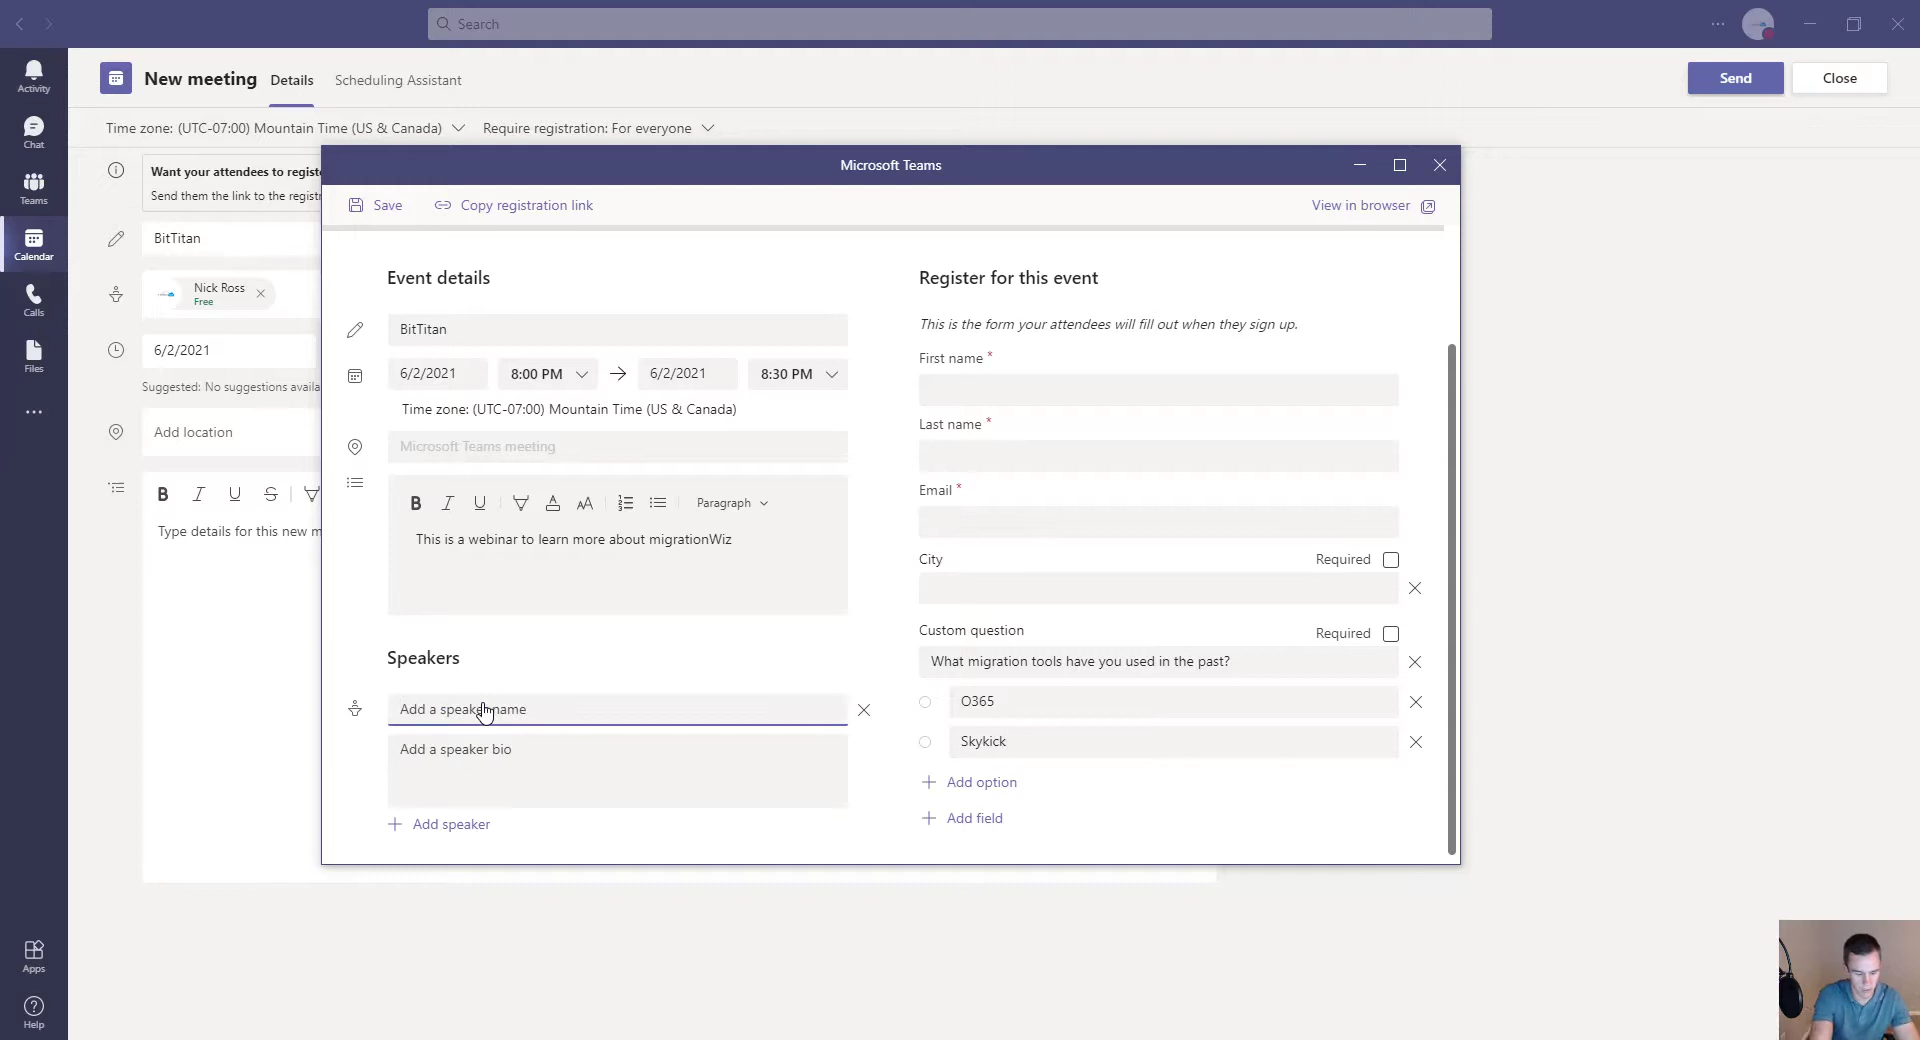 Search
Activity
Chat
Teams
Calendar
Calls
Files
Apps
Help
New meeting Details Scheduling Assistant
Send Close
Time zone: (UTC-07:00) Mountain Time (US & Canada) Require registration: For everyone
Want your attendees to registe
Send them the link to the registr
BitTitan
Nick Ross
Free
6/2/2021
Suggested: No suggestions availa
Add location
B I U S
Type details for this new m
Microsoft Teams
Save Copy registration link View in browser
Event details
BitTitan
6/2/2021 8:00 PM 6/2/2021 8:30 PM
Time zone: (UTC-07:00) Mountain Time (US & Canada)
Microsoft Teams meeting
B I U A AA Paragraph
This is a webinar to learn more about migrationWiz
Speakers
Add a speaker name
Add a speaker bio
Add speaker
Register for this event
This is the form your attendees will fill out when they sign up.
First name *
Last name *
Email *
City Required
Custom question Required
What migration tools have you used in the past?
O365
Skykick
Add option
Add field